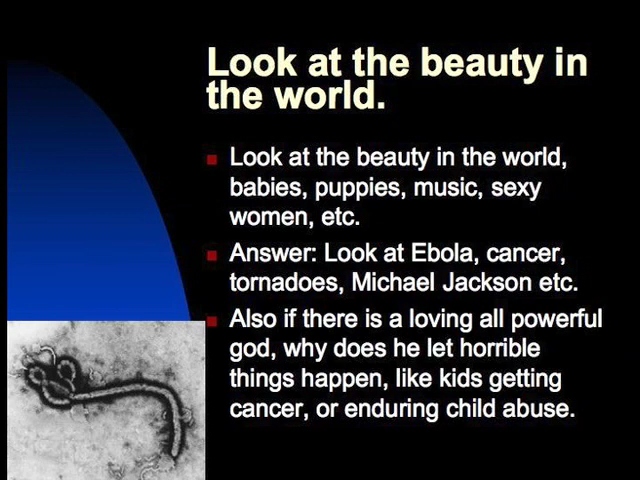 Look at the beauty in
the world.
Look at the beauty in the world,
babies, puppies, music, sexy
women, etc.
Answer: Look at Ebola, cancer,
tornadoes, Michael Jackson etc.
Also if there is a loving all powerful
god, why does he let horrible
things happen, like kids getting
cancer, or enduring child abuse.